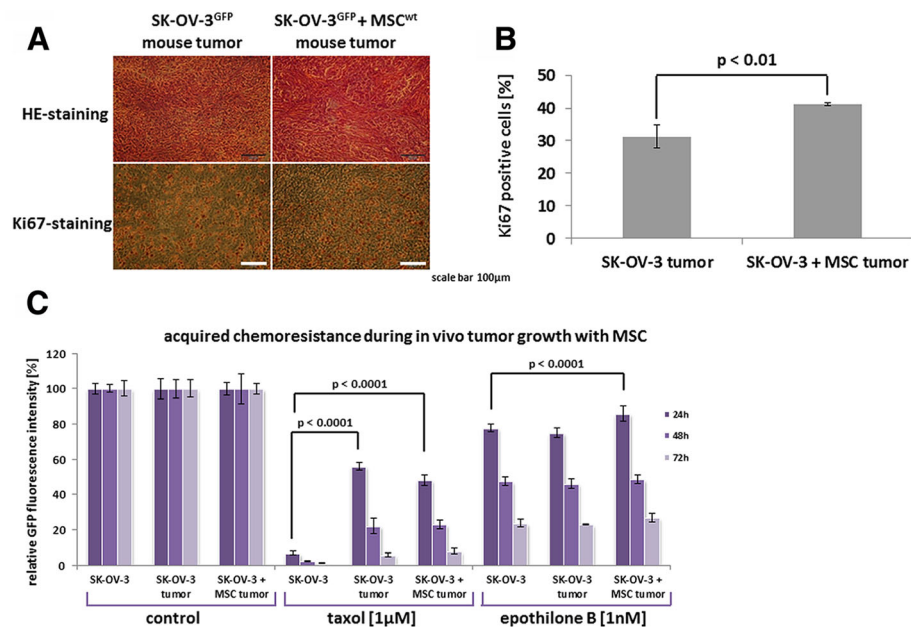 A
SK-OV-3GFP
mouse tumor
SK-OV-3GFP + MSCwt
mouse tumor
HE-staining
Ki67-staining
scale bar 100µm
B
p < 0.01
Ki67 positive cells [%]
50
40
30
20
10
0
SK-OV-3 tumor
SK-OV-3 + MSC tumor
C
acquired chemoresistance during in vivo tumor growth with MSC
relative GFP fluorescence intensity [%]
120
100
80
60
40
20
0
p < 0.0001
p < 0.0001
p < 0.0001
24h
48h
72h
SK-OV-3
SK-OV-3
tumor
SK-OV-3 +
MSC tumor
SK-OV-3
SK-OV-3
tumor
SK-OV-3 +
MSC tumor
SK-OV-3
SK-OV-3
tumor
SK-OV-3 +
MSC tumor
control
taxol [1µM]
epothilone B [1nM]